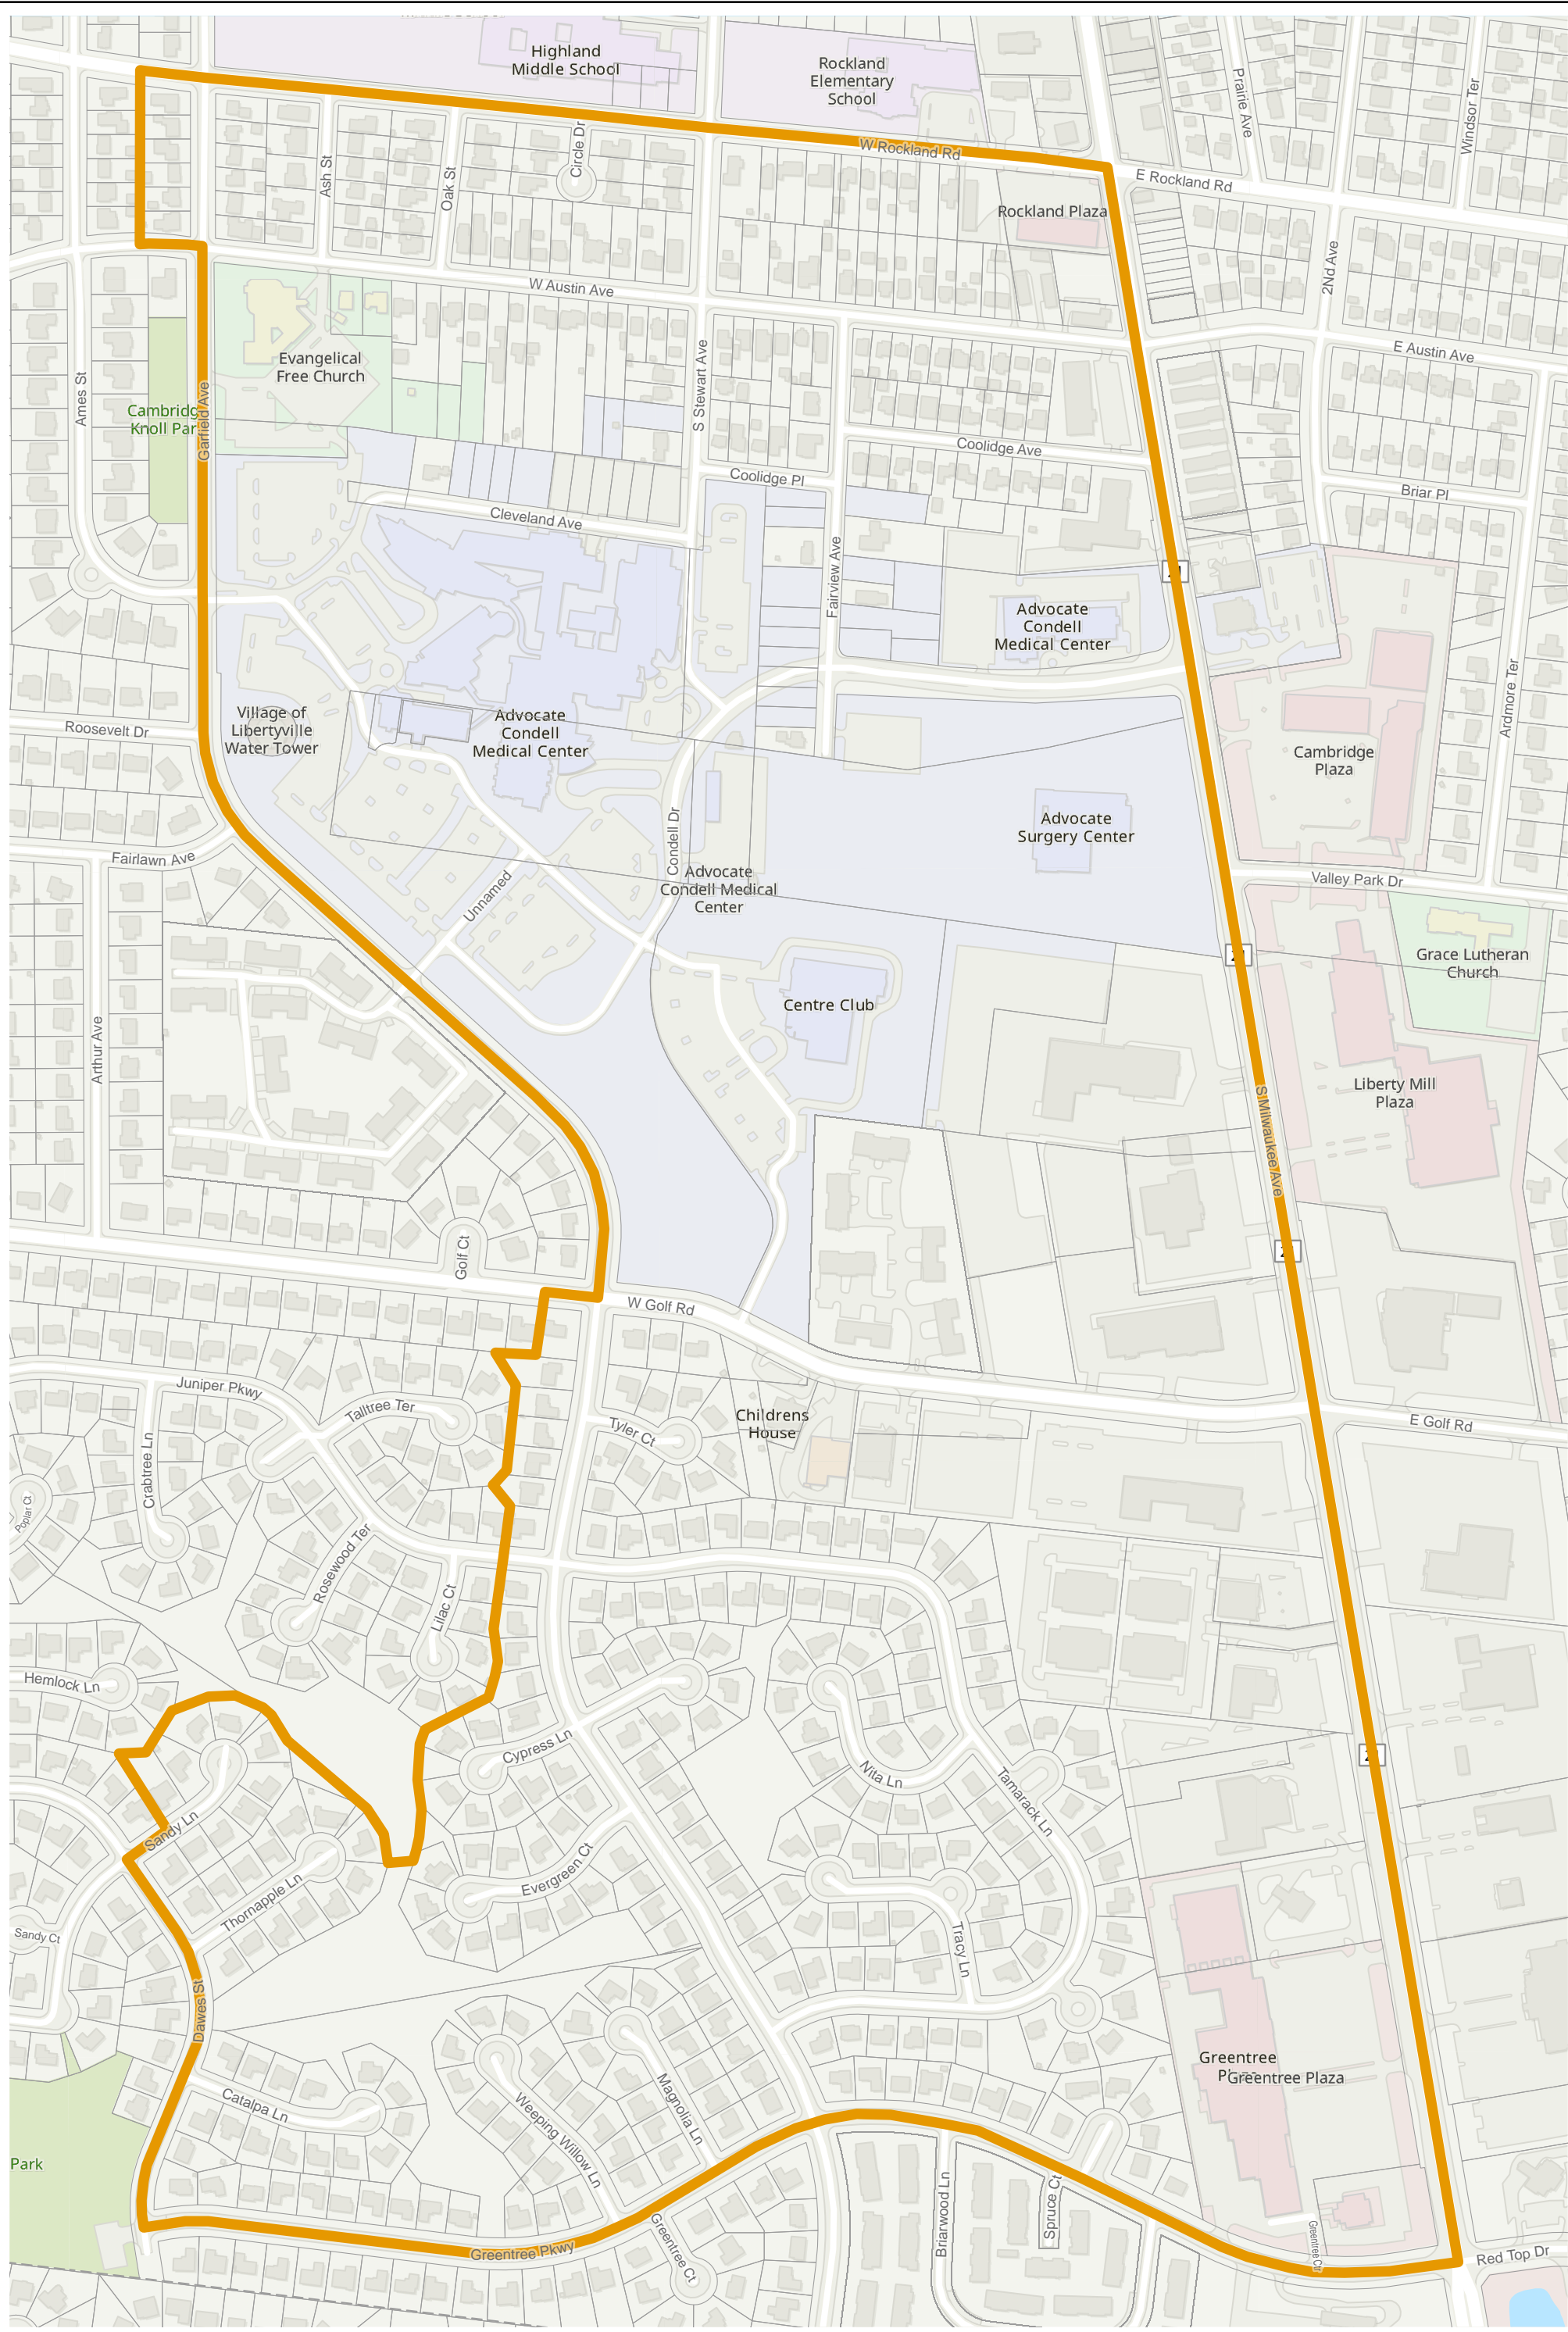 Highland
Middle School
Rockland
Elementary
School
Prairie Ave
Windsor Ter
Circle Dr
W Rockland Rd
Ash St
Oak St
E Rockland Rd
Rockland Plaza
2Nd Ave
W Austin Ave
Evangelical
Free Church
E Austin Ave
Ames St
S Stewart Ave
Garfield Ave
Knoll
Coolidge Ave
Coolidge Pl
Briar Pl
Cleveland Ave
Fairview Ave
Advocate
Condell
Medical Center
Ardmore Ter
Village of
Libertyville
Water Tower
Advocate
Condell
Medical Center
Roosevelt Dr
Cambridge
Plaza
Advocate
Surgery Center
Condell Dr
Fairlawn Ave
Advocate
Condell Medical
Center
Valley Park Dr
Unnamed
Grace Lutheran
Church
Centre Club
Arthur Ave
Liberty Mill
Plaza
S Milwaukee Ave
Golf Ct
W Golf Rd
Juniper Pkwy
Talltree Ter
Tyler Ct
Childrens
House
E Golf Rd
Crabtree Ln
Poplar Ct
Rosewood Ter
Lilac Ct
Hemlock Ln
Cypress Ln
Nita Ln
Tamarack Ln
Sandy Ln
Evergreen Ct
Thornapple Ln
Sandy Ct
Tracy Ln
Dawes St
Greentree
Greentree Plaza
Catalpa Ln
Weeping Willow Ln
Magnolia Ln
Park
Briarwood Ln
Spruce Ct
Greentree Ct
Greentree Pkwy
Greentree Ctr
Red Top Dr